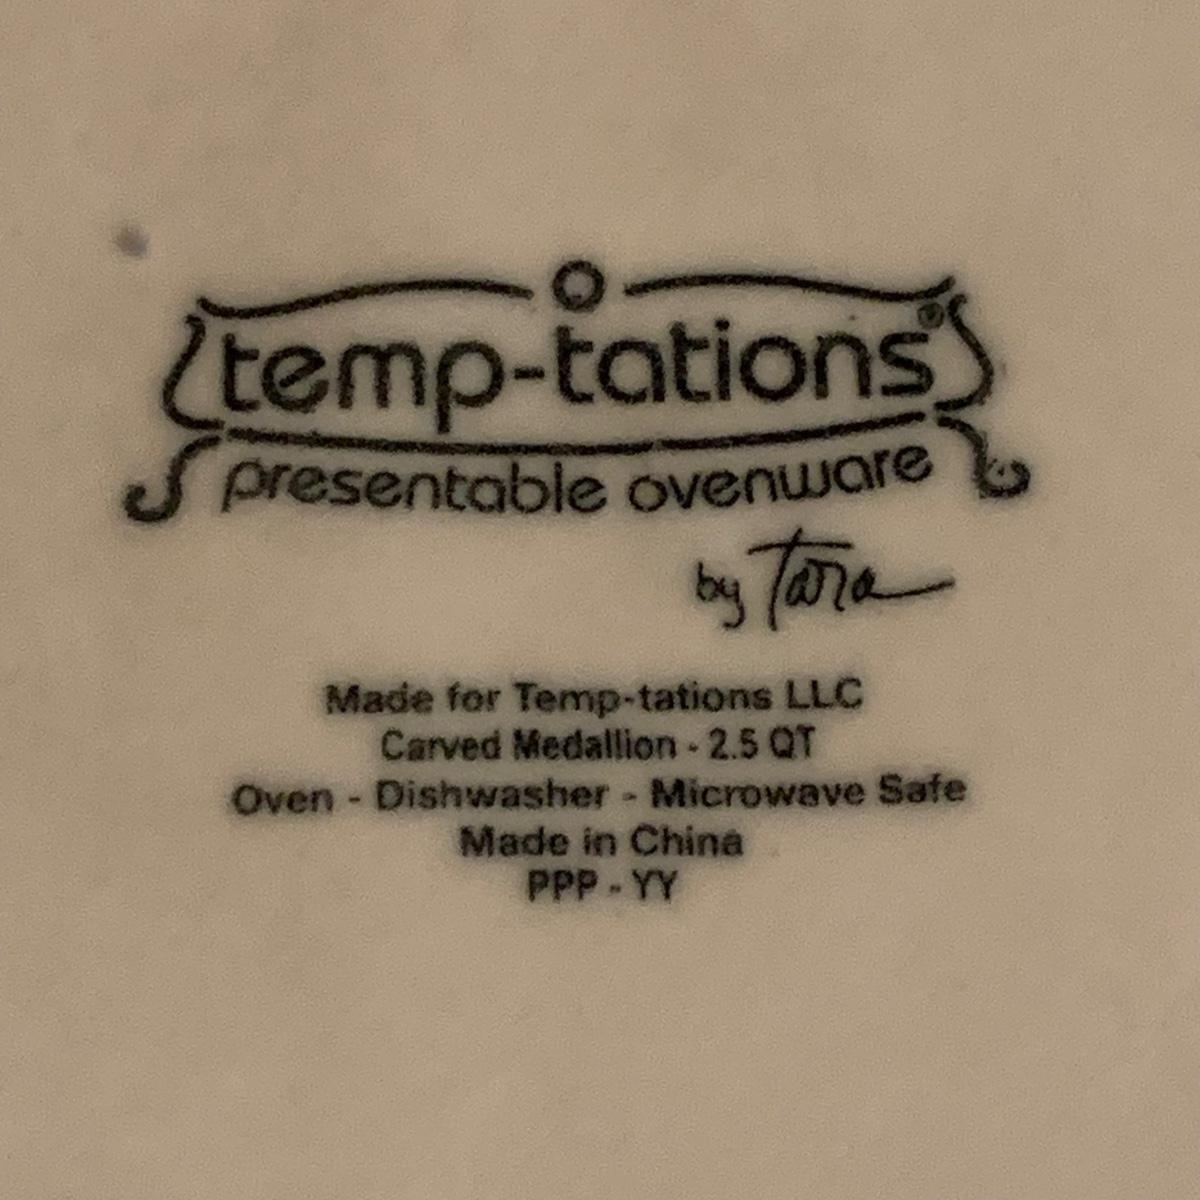 temp-tations®
presentable ovenware
by Tara
Made for Temp-tations LLC
Carved Medallion - 2.5 QT
Oven - Dishwasher - Microwave Safe
Made in China
PPP - YY